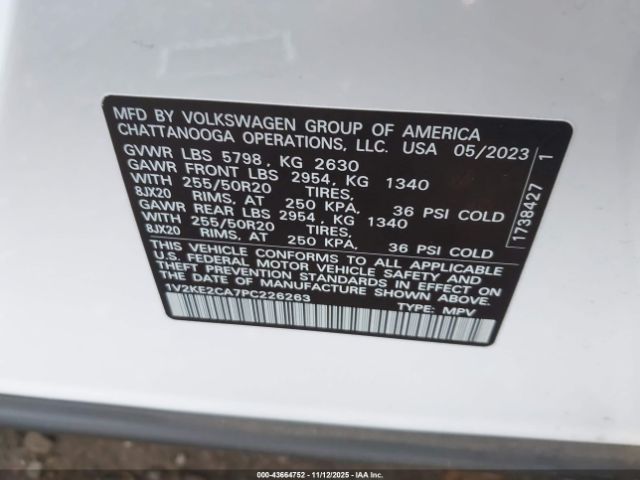 MFD BY VOLKSWAGEN GROUP OF AMERICA
CHATTANOOGA OPERATIONS, LLC. USA 05/2023
GVWR LBS 5798, KG 2630
GAWR FRONT LBS 2954, KG 1340
WITH 255/50R20 TIRES,
8JX20 RIMS, AT 250 KPA, 36 PSI COLD
GAWR REAR LBS 2954, KG 1340
WITH 255/50R20 TIRES,
8JX20 RIMS, AT 250 KPA, 36 PSI COLD
THIS VEHICLE CONFORMS TO ALL APPLICABLE
U.S. FEDERAL MOTOR VEHICLE SAFETY AND
THEFT PREVENTION STANDARDS IN EFFECT ON
THE DATE OF MANUFACTURE SHOWN ABOVE.
1V2KE2CA7PC226263 TYPE: MPV
1738427 1
000-43664752 - 11/12/2025 - IAA Inc.